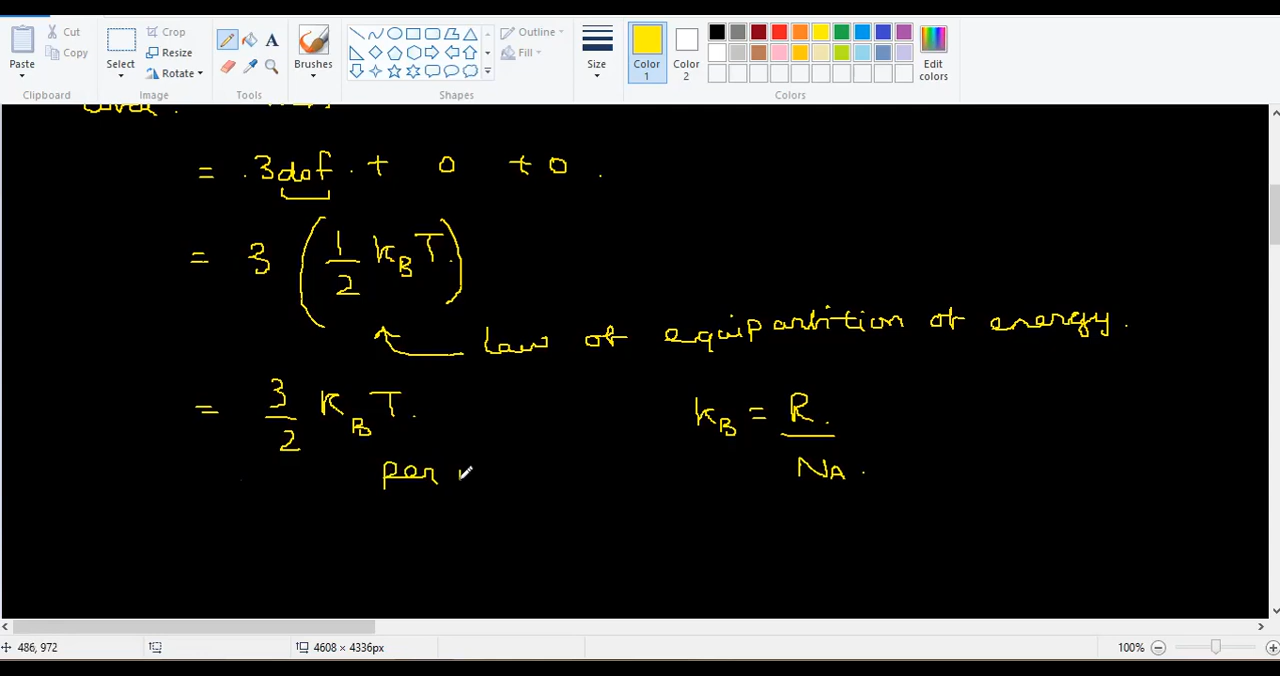 Cut
Copy
Paste
Clipboard
Select
Crop
Resize
Rotate
Image
A
Tools
Brushes
Shapes
Outline
Fill
Size
Color 1
Color 2
Edit colors
Colors
= .3dof . + 0 + 0 .
= 3 ( 1/2 KB T. )
Law of equipartition of energy.
= 3/2 KB T.
KB = R. / NA .
per
486, 972
4608 × 4336px
100%